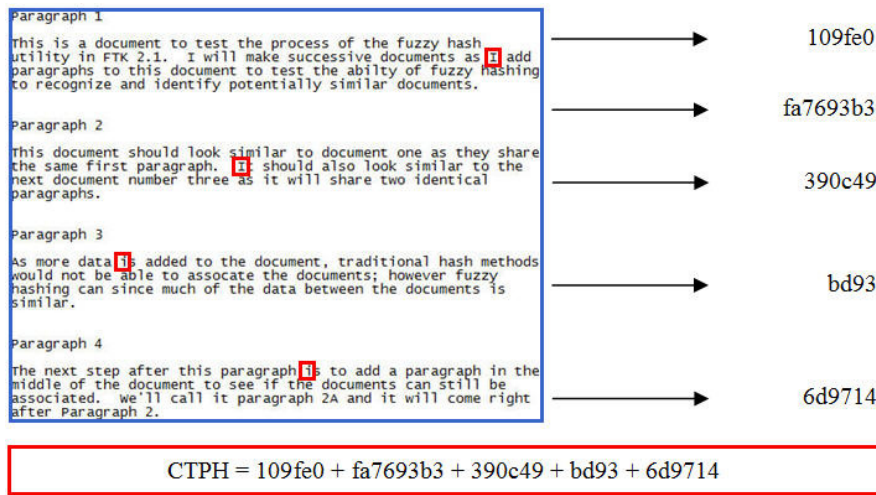 Paragraph 1
This is a document to test the process of the fuzzy hash
utility in FTK 2.1.  I will make successive documents as I add
paragraphs to this document to test the abilty of fuzzy hashing
to recognize and identify potentially similar documents.
Paragraph 2
This document should look similar to document one as they share
the same first paragraph.  It should also look similar to the
next document number three as it will share two identical
paragraphs.
Paragraph 3
As more data is added to the document, traditional hash methods
would not be able to assocate the documents; however fuzzy
hashing can since much of the data between the documents is
similar.
Paragraph 4
The next step after this paragraph is to add a paragraph in the
middle of the document to see if the documents can still be
associated.  We'll call it paragraph 2A and it will come right
after Paragraph 2.
109fe0
fa7693b3
390c49
bd93
6d9714
CTPH = 109fe0 + fa7693b3 + 390c49 + bd93 + 6d9714